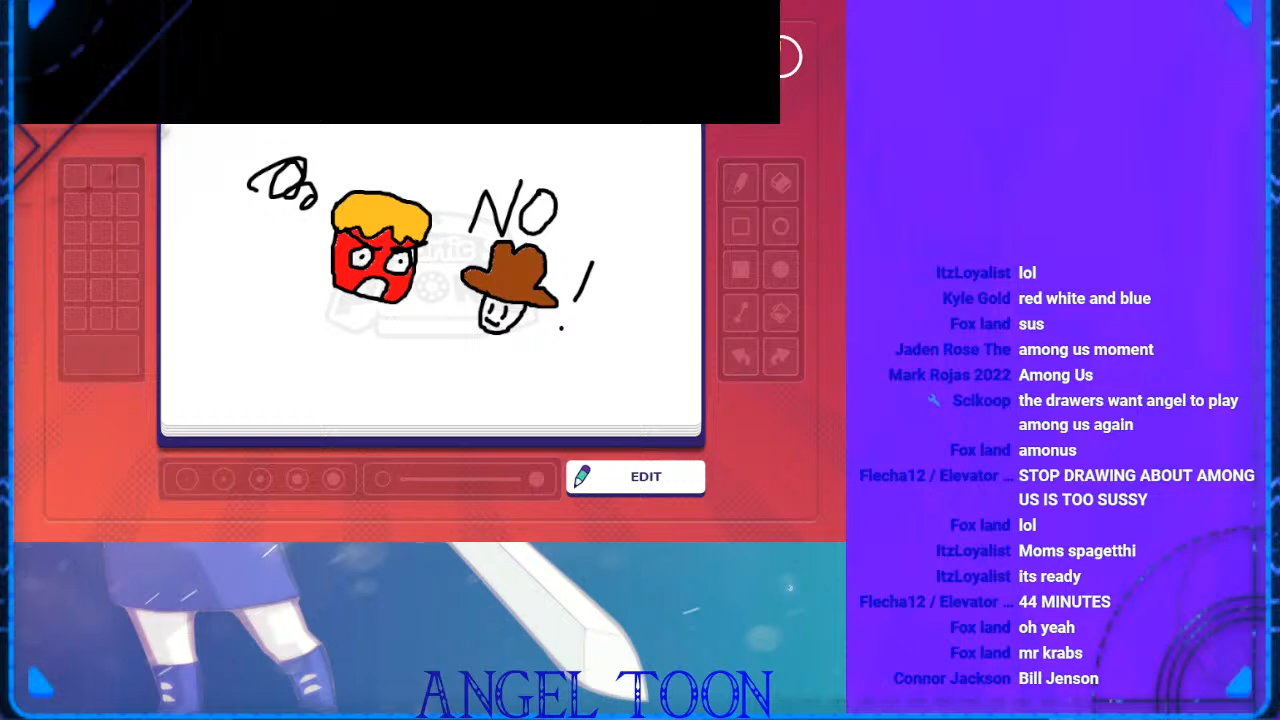 NO
!
EDIT
ItzLoyalist lol
Kyle Gold red white and blue
Fox land sus
Jaden Rose The among us moment
Mark Rojas 2022 Among Us
Scikoop the drawers want angel to play
among us again
Fox land amonus
Flecha12 / Elevator ... STOP DRAWING ABOUT AMONG
US IS TOO SUSSY
Fox land lol
ItzLoyalist Moms spagetthi
ItzLoyalist its ready
Flecha12 / Elevator ... 44 MINUTES
Fox land oh yeah
Fox land mr krabs
Connor Jackson Bill Jenson
ANGEL TOON